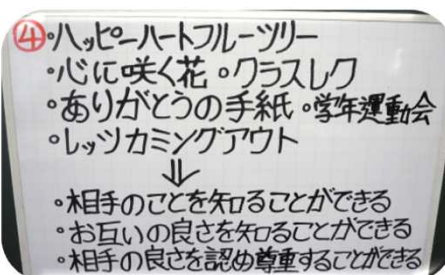 ④・ハッピーハートフルーツリー
・心に咲く花 ・クラスレク
・ありがとうの手紙 ・学年運動会
・レッツカミングアウト
⇓
・相手のことを知ることができる
・お互いの良さを知ることができる
・相手の良さを認め尊重することができる